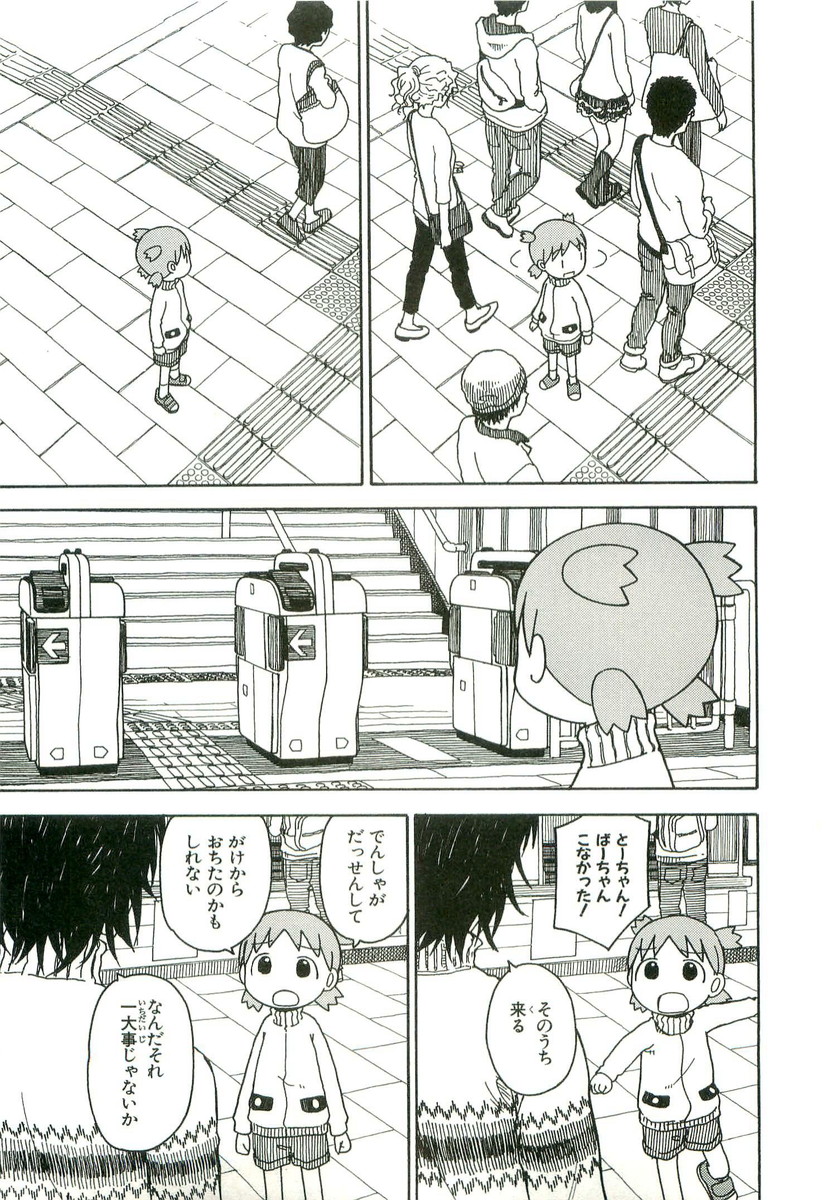 とーちゃん！
ばーちゃん
こなかった！
そのうち
来る
でんしゃが
だっせんして
がけから
おちたのかも
しれない
なんだそれ
一大事じゃないか